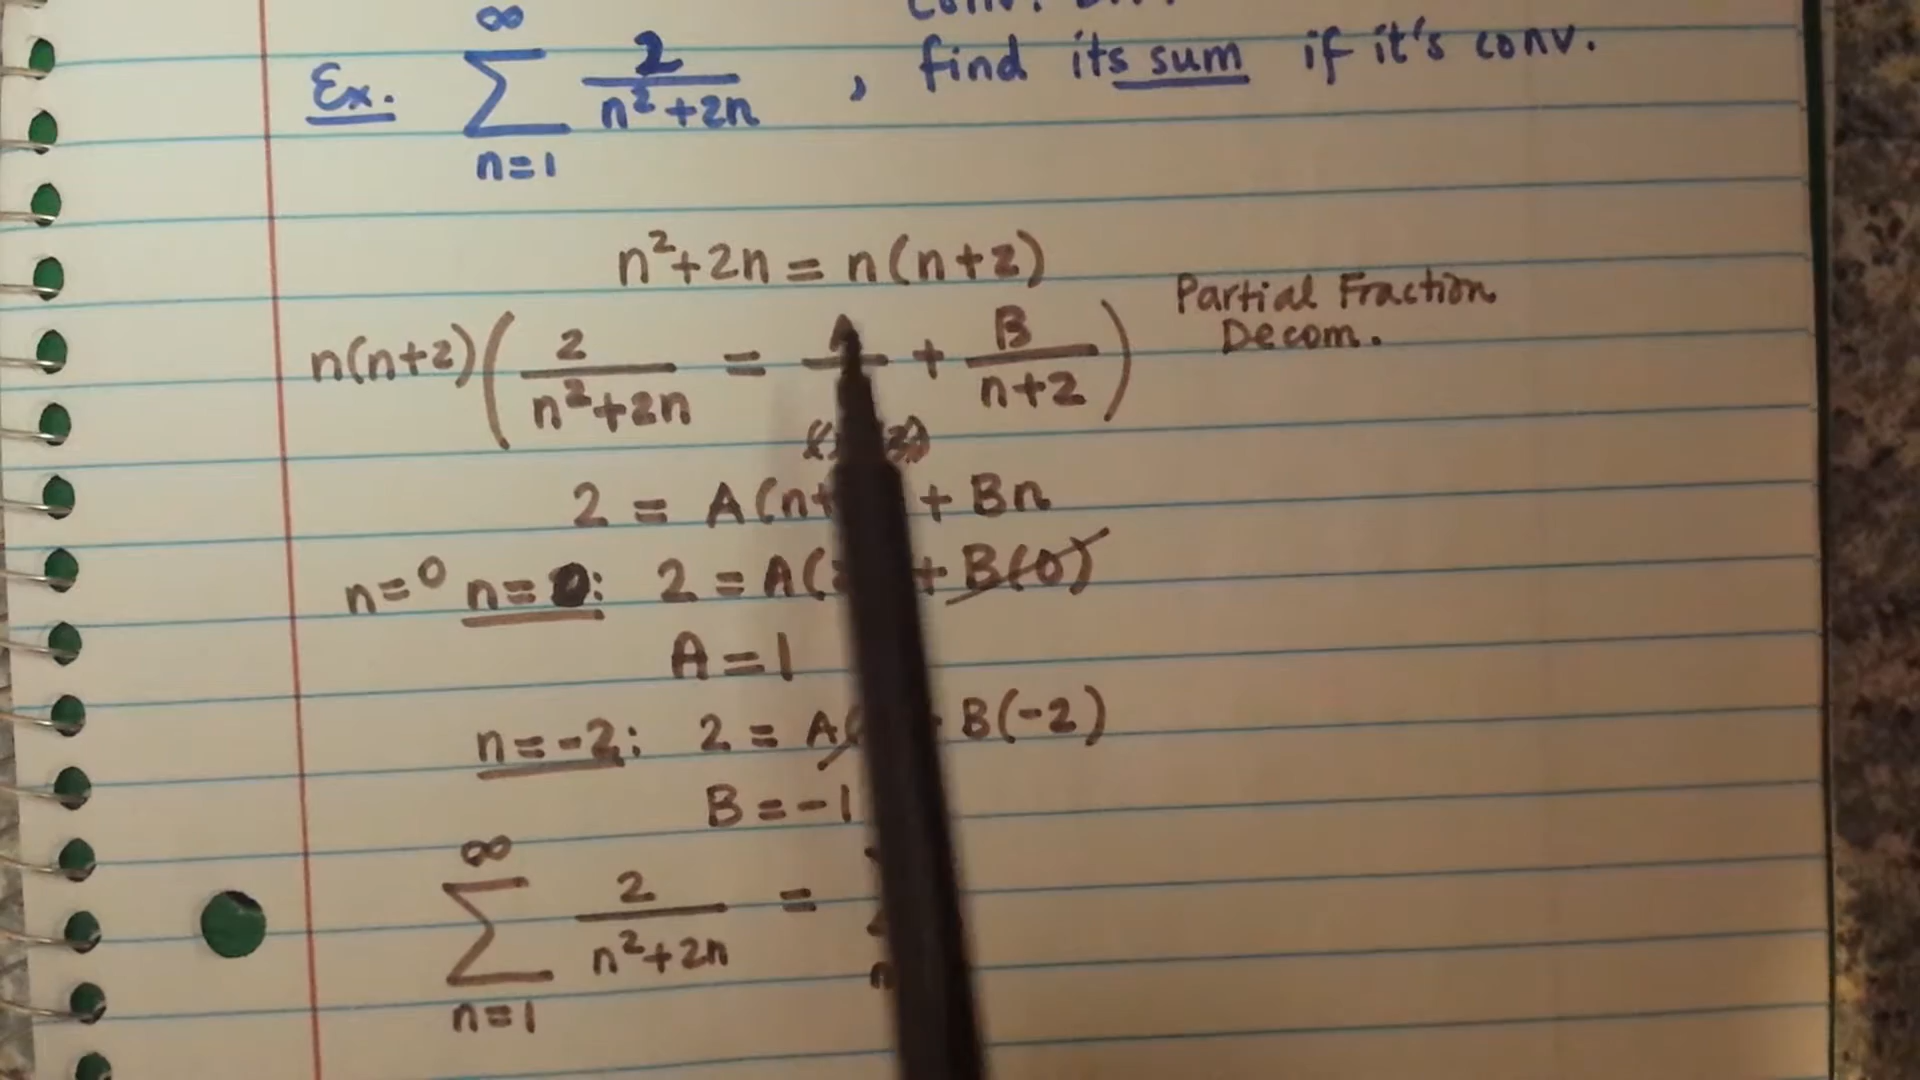 Ex. ∞ Σ n=1 2/(n²+2n) , find its sum if it's conv.
n²+2n = n(n+2)
n(n+2)( 2/(n²+2n) = A/ + B/(n+2) ) Partial Fraction Decom.
2 = A(n+ + Bn
n=0 n=0: 2 = A( + B(0)
A = 1
n=-2: 2 = A( B(-2)
B = -1
∞ Σ n=1 2/(n²+2n) =